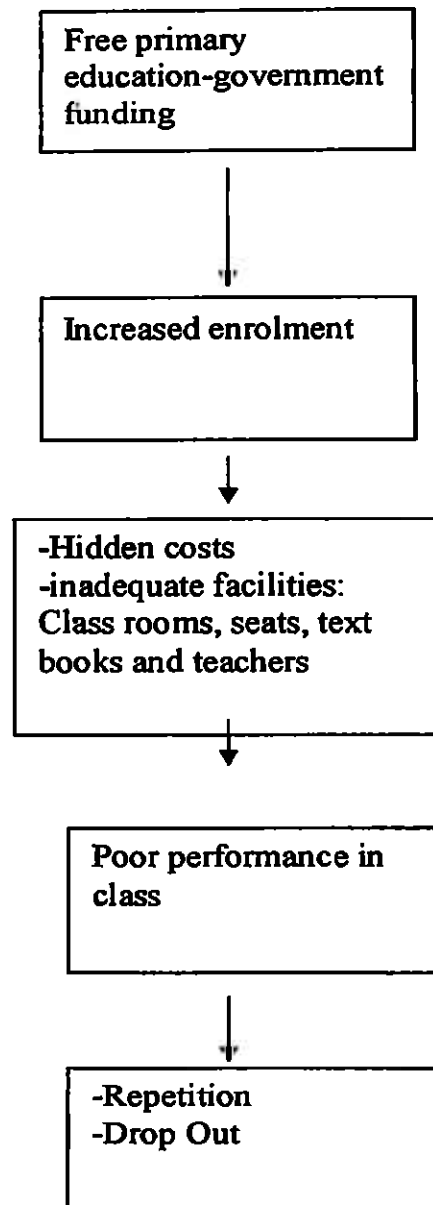 Free primary
education-government
funding
Increased enrolment
-Hidden costs
-inadequate facilities:
Class rooms, seats, text
books and teachers
Poor performance in
class
-Repetition
-Drop Out